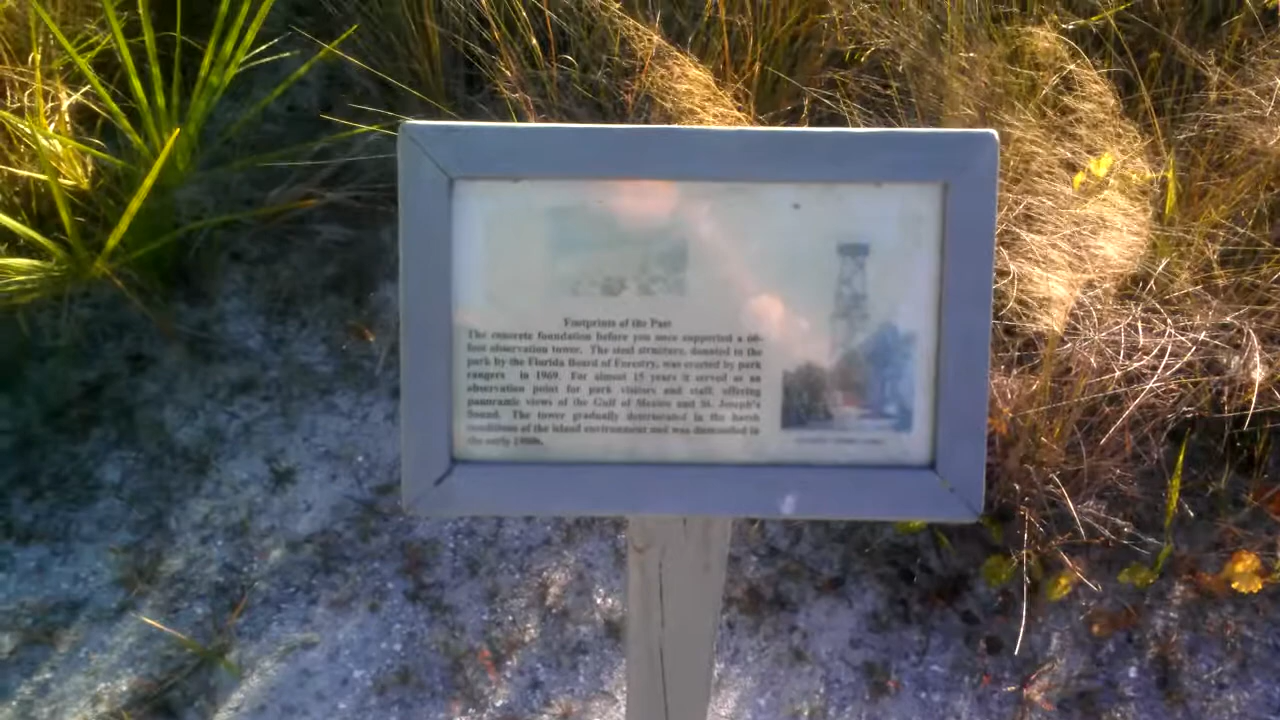 Footprints of the Past
The concrete foundation before you once supported a 60-
foot observation tower. The steel structure, donated to the
park by the Florida Board of Forestry, was erected by park
rangers in 1969. For almost 15 years it served as an
observation point for park visitors and staff, offering
panoramic views of the Gulf of Mexico and St. Joseph's
Sound. The tower gradually deteriorated in the harsh
conditions of the island environment and was dismantled in
the early 1980s.